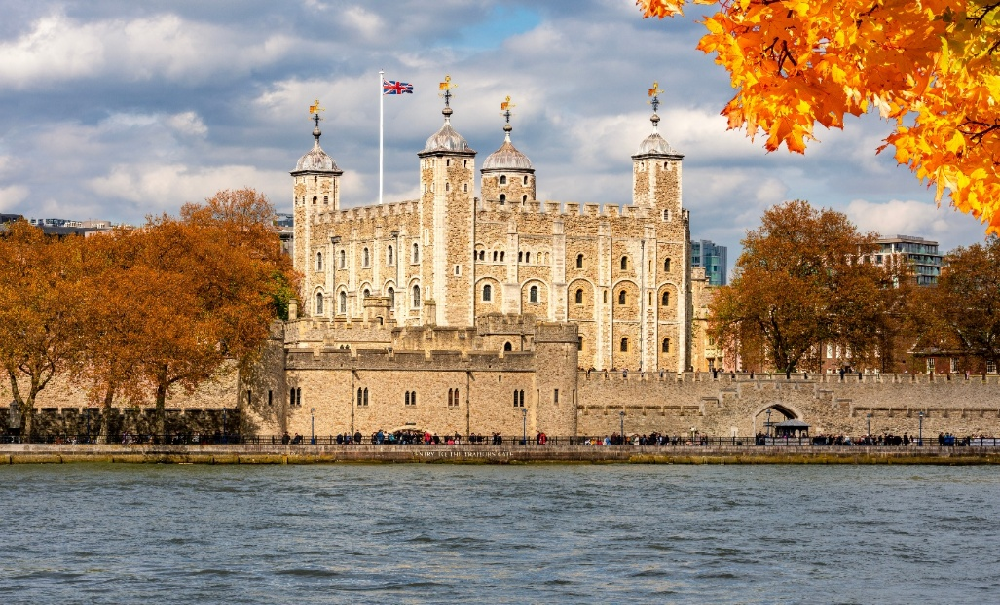 ENTRY TO THE TRAITORS GATE